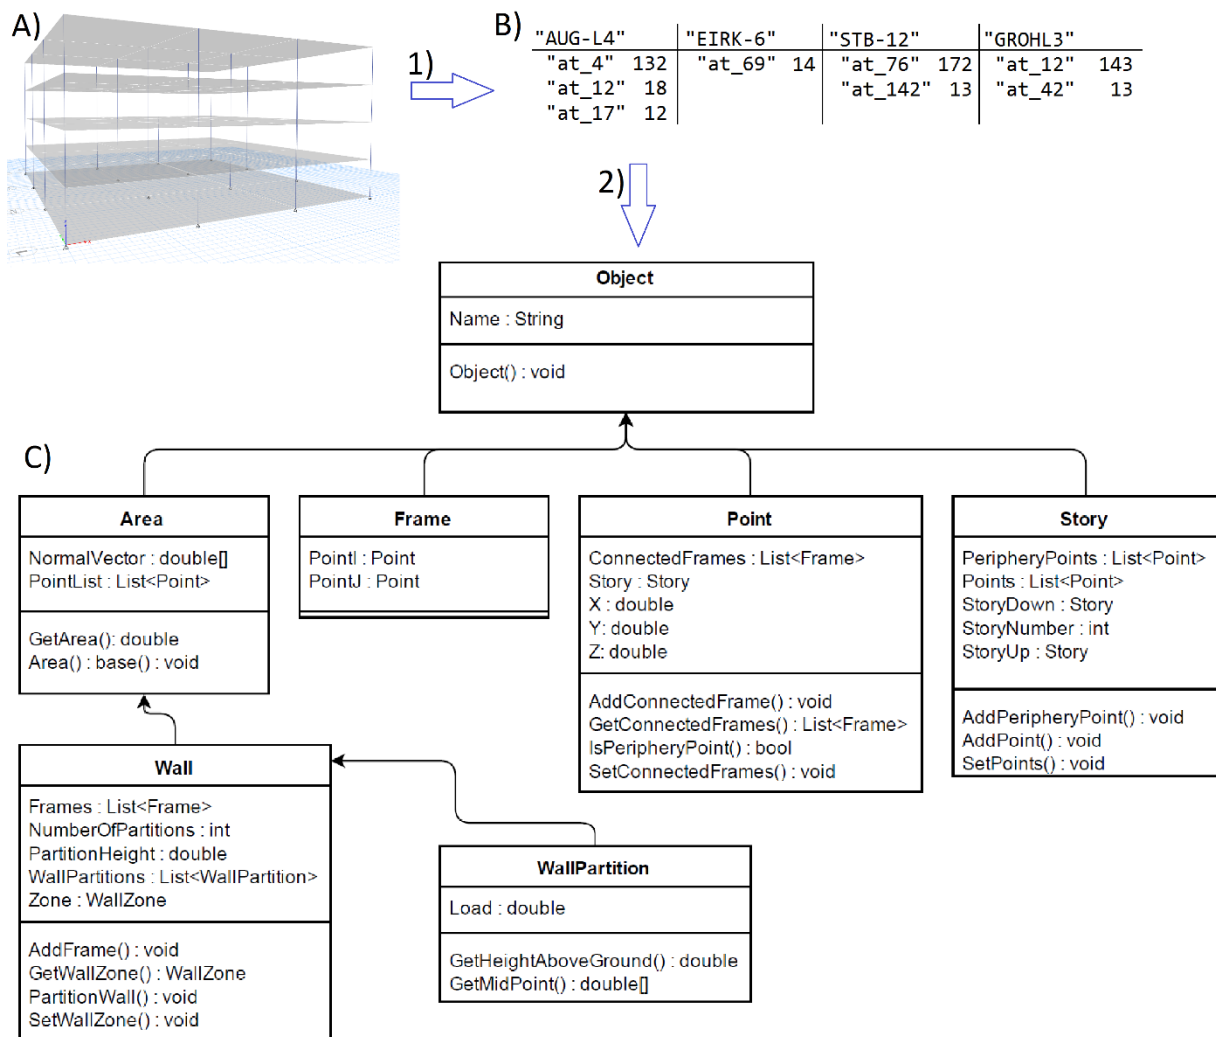 A)
1)
B)
"AUG-L4" "EIRK-6" "STB-12" "GROHL3"
"at_4" 132 "at_69" 14 "at_76" 172 "at_12" 143
"at_12" 18 "at_142" 13 "at_42" 13
"at_17" 12
2)
Object
Name : String
Object() : void
C)
Area
NormalVector : double[]
PointList : List<Point>
GetArea(): double
Area() : base() : void
Frame
PointI : Point
PointJ : Point
Point
ConnectedFrames : List<Frame>
Story : Story
X : double
Y: double
Z: double
AddConnectedFrame() : void
GetConnectedFrames() : List<Frame>
IsPeripheryPoint() : bool
SetConnectedFrames() : void
Story
PeripheryPoints : List<Point>
Points : List<Point>
StoryDown : Story
StoryNumber : int
StoryUp : Story
AddPeripheryPoint() : void
AddPoint() : void
SetPoints() : void
Wall
Frames : List<Frame>
NumberOfPartitions : int
PartitionHeight : double
WallPartitions : List<WallPartition>
Zone : WallZone
AddFrame() : void
GetWallZone() : WallZone
PartitionWall() : void
SetWallZone() : void
WallPartition
Load : double
GetHeightAboveGround() : double
GetMidPoint() : double[]